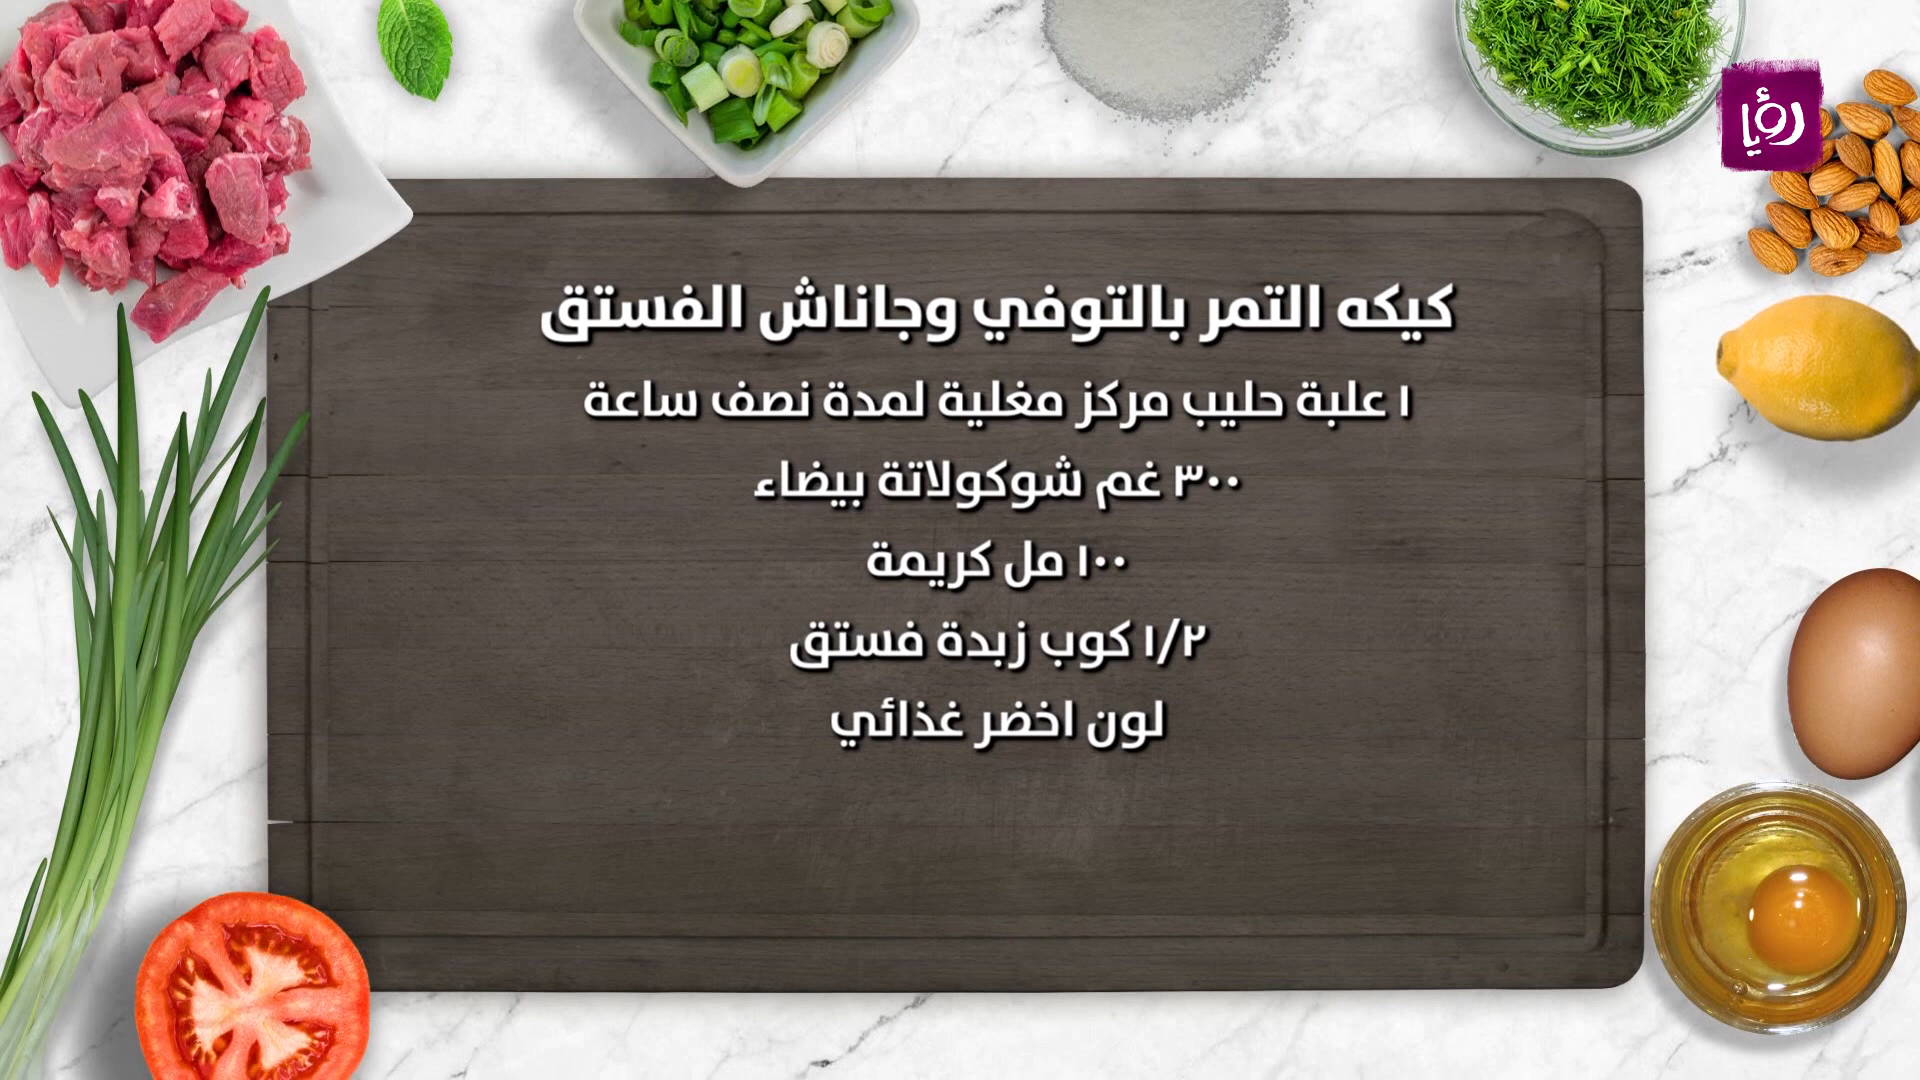 رؤيا
كيكه التمر بالتوفي وجاناش الفستق
١ علبة حليب مركز مغلية لمدة نصف ساعة
٣٠٠ غم شوكولاتة بيضاء
١٠٠ مل كريمة
١/٢ كوب زبدة فستق
لون اخضر غذائي